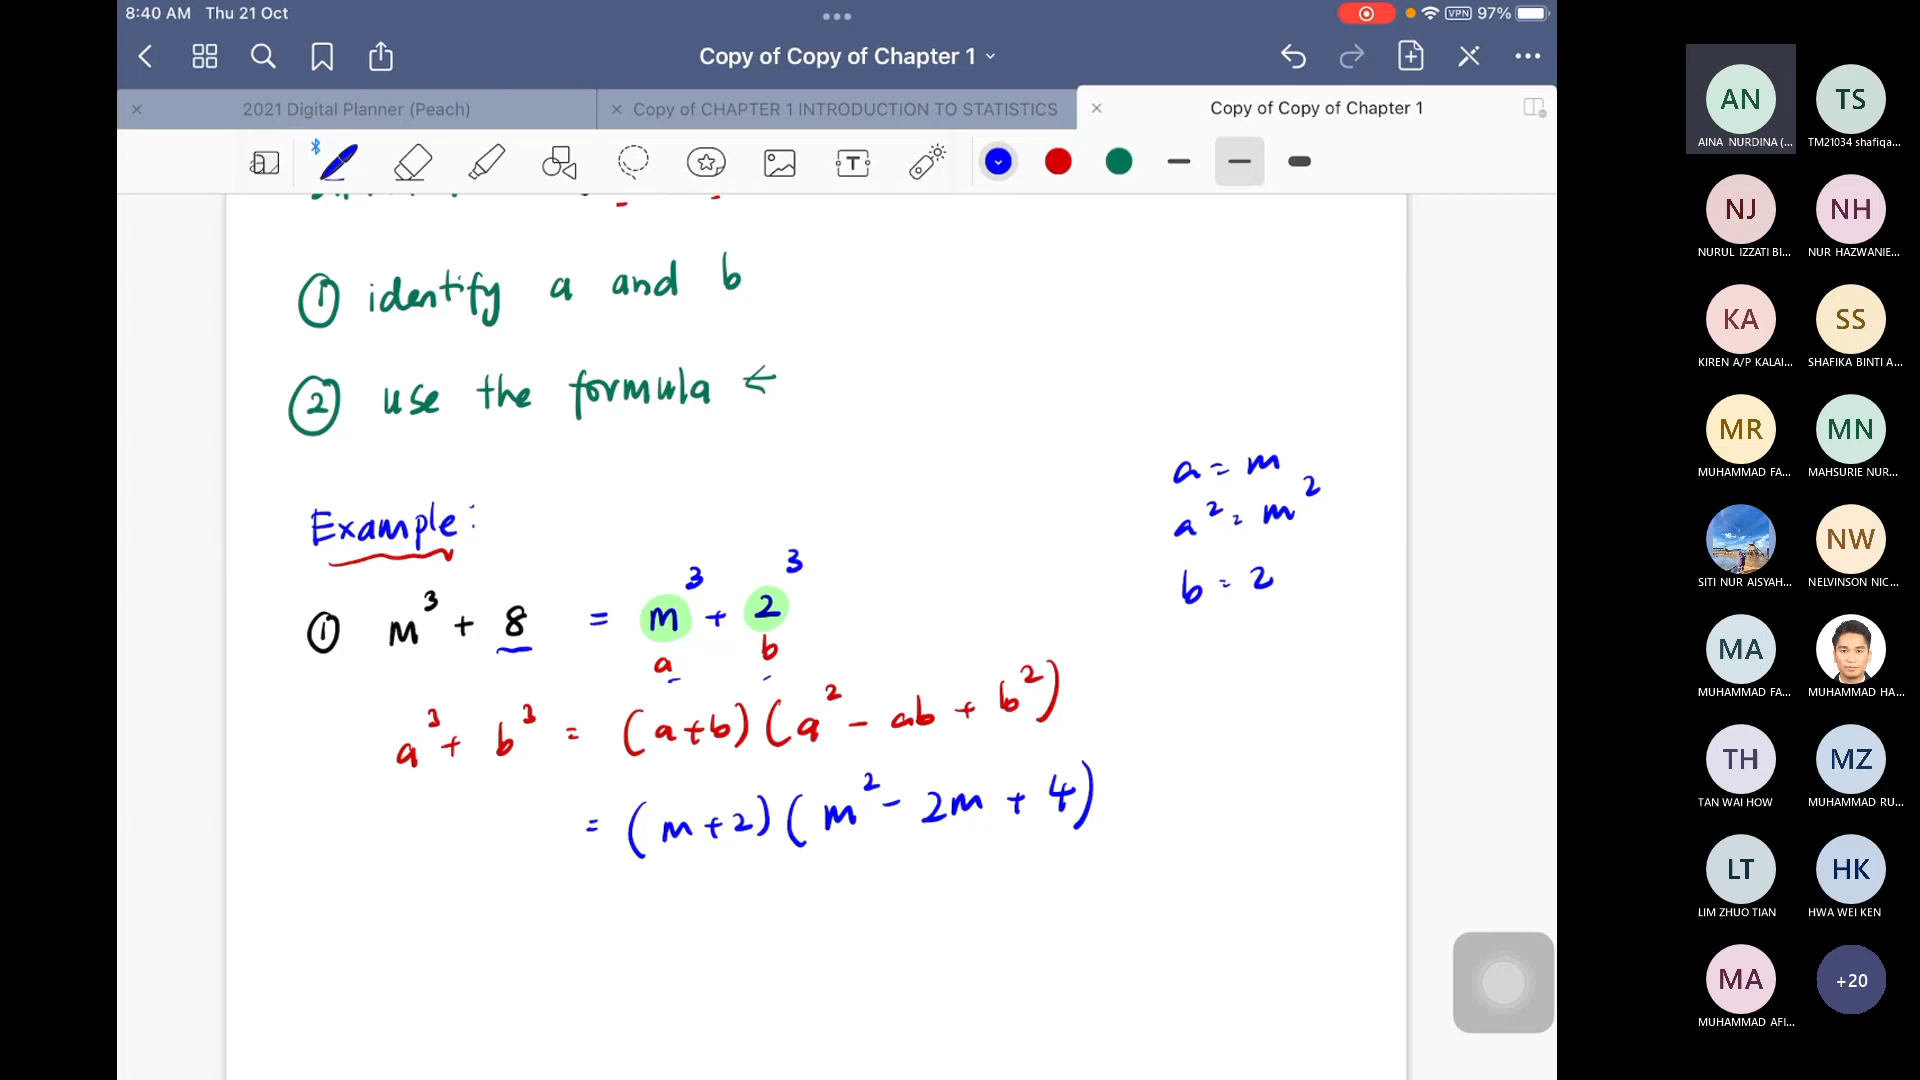 8:40 AM Thu 21 Oct
VPN 97%
Copy of Copy of Chapter 1
2021 Digital Planner (Peach)
Copy of CHAPTER 1 INTRODUCTION TO STATISTICS
Copy of Copy of Chapter 1
① identify a and b
② use the formula ←
a = m
a² = m²
b = 2
Example:
① m³ + 8 = m³ + 2³
a b
a³ + b³ = (a+b)(a² - ab + b²)
= (m+2)(m² - 2m + 4)
AN
AINA NURDINA (...
TS
TM21034 shafiqa...
NJ
NURUL IZZATI BI...
NH
NUR HAZWANIE...
KA
KIREN A/P KALAI...
SS
SHAFIKA BINTI A...
MR
MUHAMMAD FA...
MN
MAHSURIE NUR...
SITI NUR AISYAH...
NW
NELVINSON NIC...
MA
MUHAMMAD FA...
MUHAMMAD HA...
TH
TAN WAI HOW
MZ
MUHAMMAD RU...
LT
LIM ZHUO TIAN
HK
HWA WEI KEN
MA
MUHAMMAD AFI...
+20